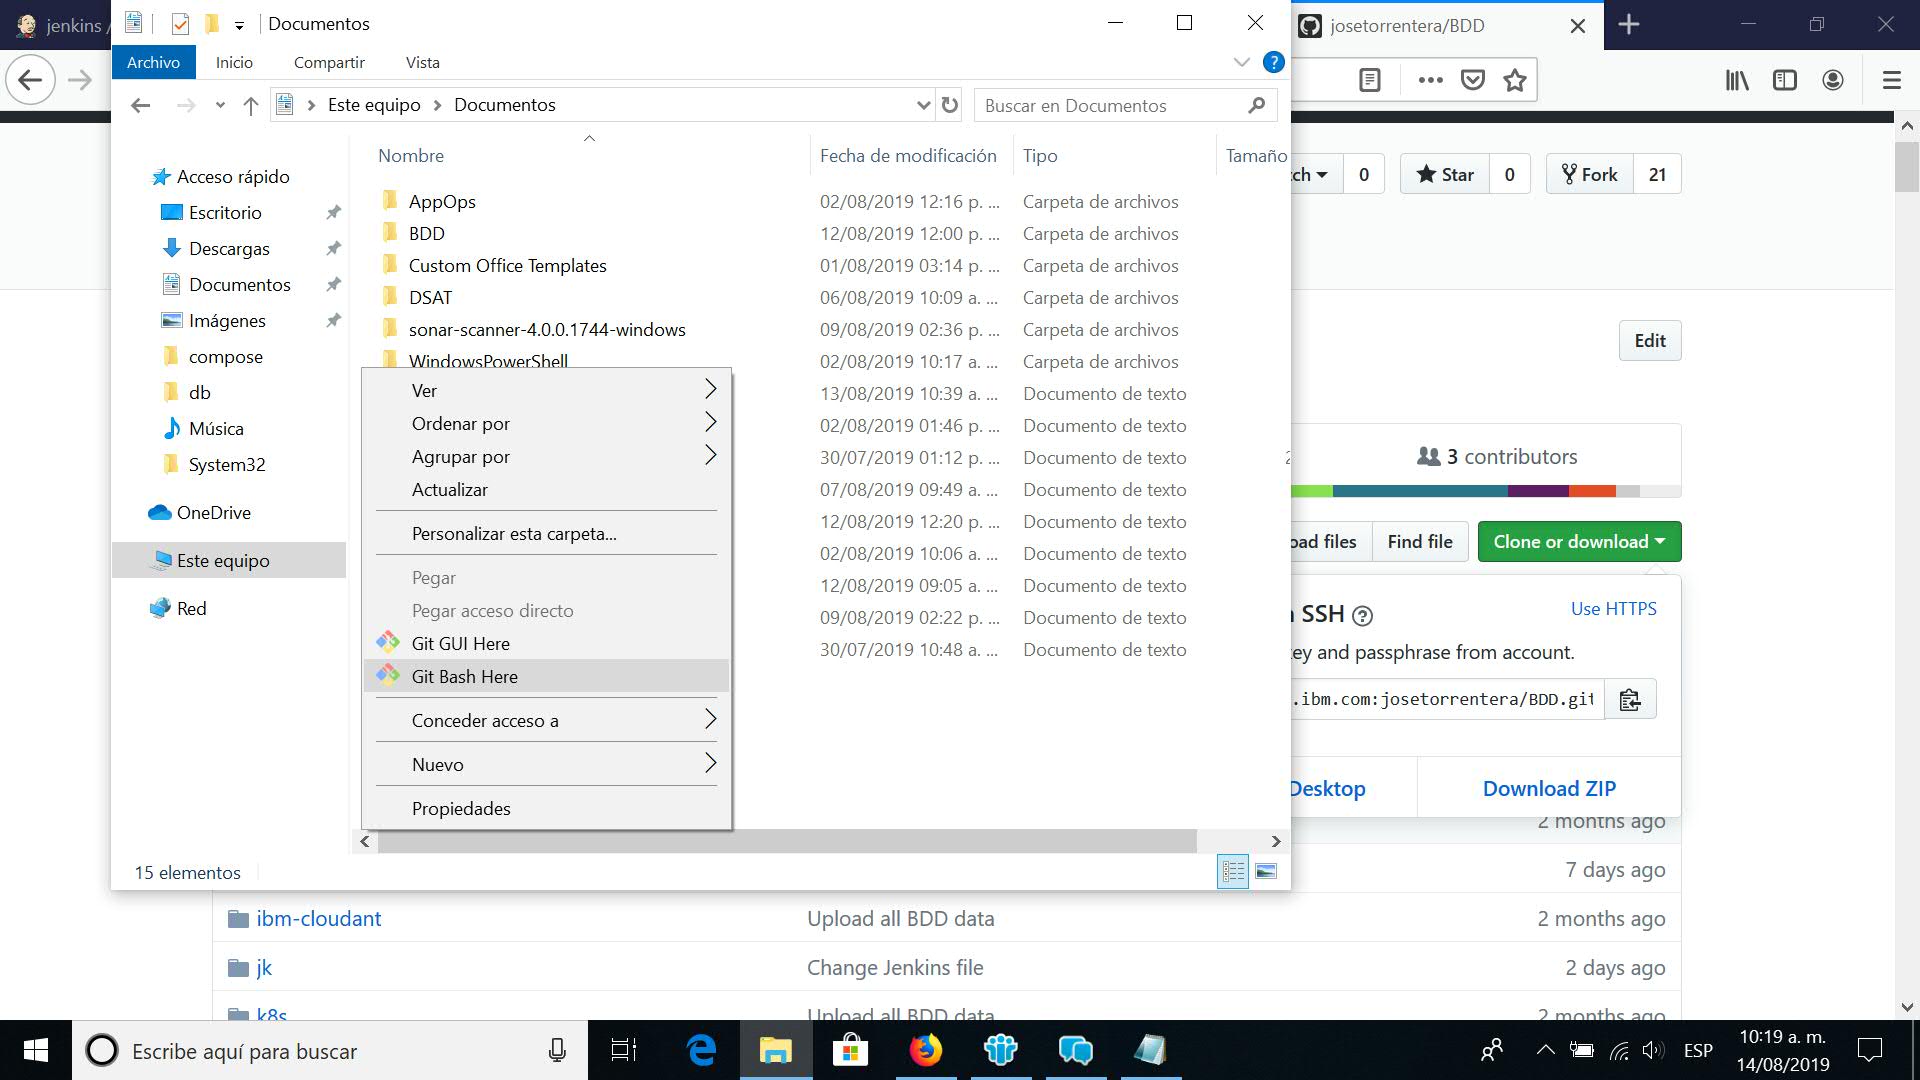 jenkins /
Documentos
josetorrentera/BDD
Archivo
Inicio
Compartir
Vista
Este equipo
Documentos
Buscar en Documentos
Nombre
Fecha de modificación
Tipo
Tamaño
Acceso rápido
Escritorio
Descargas
Documentos
Imágenes
compose
db
Música
System32
OneDrive
Este equipo
Red
AppOps 02/08/2019 12:16 p. ... Carpeta de archivos
BDD 12/08/2019 12:00 p. ... Carpeta de archivos
Custom Office Templates 01/08/2019 03:14 p. ... Carpeta de archivos
DSAT 06/08/2019 10:09 a. ... Carpeta de archivos
sonar-scanner-4.0.0.1744-windows 09/08/2019 02:36 p. ... Carpeta de archivos
WindowsPowerShell 02/08/2019 10:17 a. ... Carpeta de archivos
13/08/2019 10:39 a. ... Documento de texto
02/08/2019 01:46 p. ... Documento de texto
30/07/2019 01:12 p. ... Documento de texto
07/08/2019 09:49 a. ... Documento de texto
12/08/2019 12:20 p. ... Documento de texto
02/08/2019 10:06 a. ... Documento de texto
12/08/2019 09:05 a. ... Documento de texto
09/08/2019 02:22 p. ... Documento de texto
30/07/2019 10:48 a. ... Documento de texto
Ver
Ordenar por
Agrupar por
Actualizar
Personalizar esta carpeta...
Pegar
Pegar acceso directo
Git GUI Here
Git Bash Here
Conceder acceso a
Nuevo
Propiedades
15 elementos
ch 0
Star 0
Fork 21
Edit
3 contributors
oad files
Find file
Clone or download
SSH
Use HTTPS
key and passphrase from account.
.ibm.com:josetorrentera/BDD.git
Desktop
Download ZIP
2 months ago
7 days ago
ibm-cloudant Upload all BDD data 2 months ago
jk Change Jenkins file 2 days ago
k8s Upload all BDD data 2 months ago
Escribe aquí para buscar
ESP
10:19 a. m.
14/08/2019